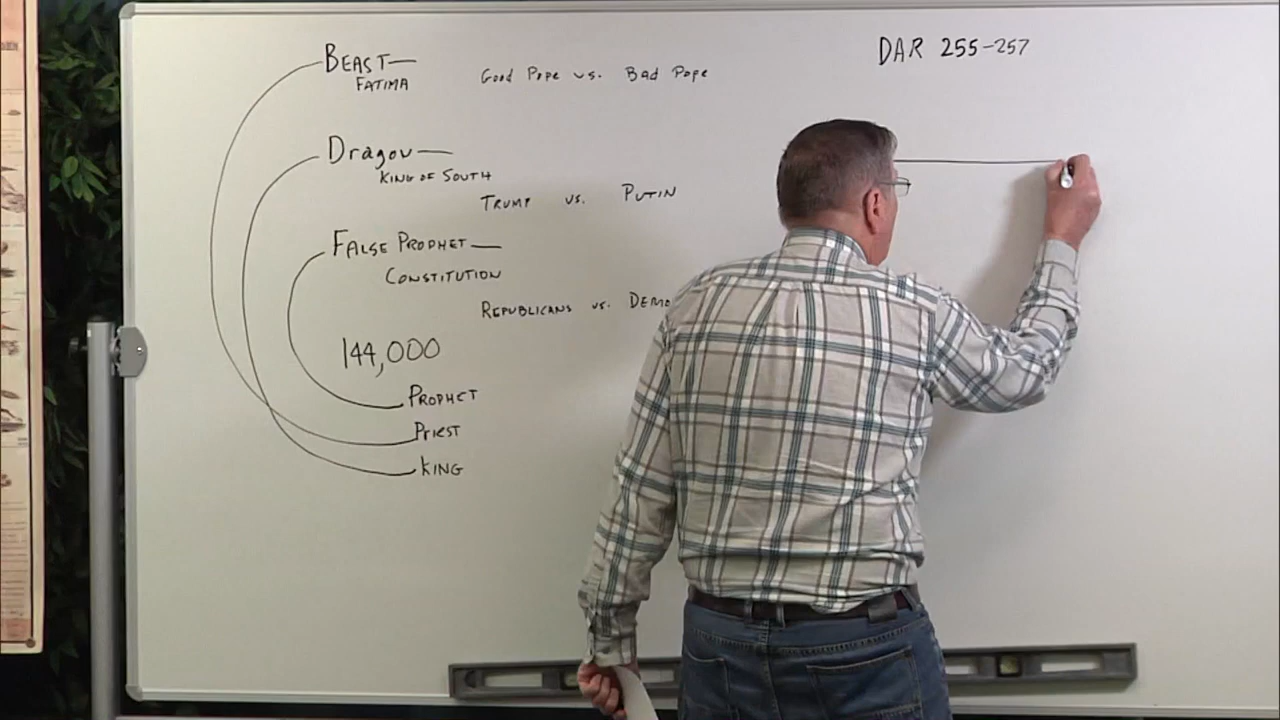 BEAST—
FATIMA
Good Pope vs. Bad Pope
DAR 255-257
Dragon—
KING OF SOUTH
TRUMP vs. PUTIN
FALSE PROPHET—
CONSTITUTION
REPUBLICANS vs. DEMO
144,000
PROPHET
PRIEST
KING